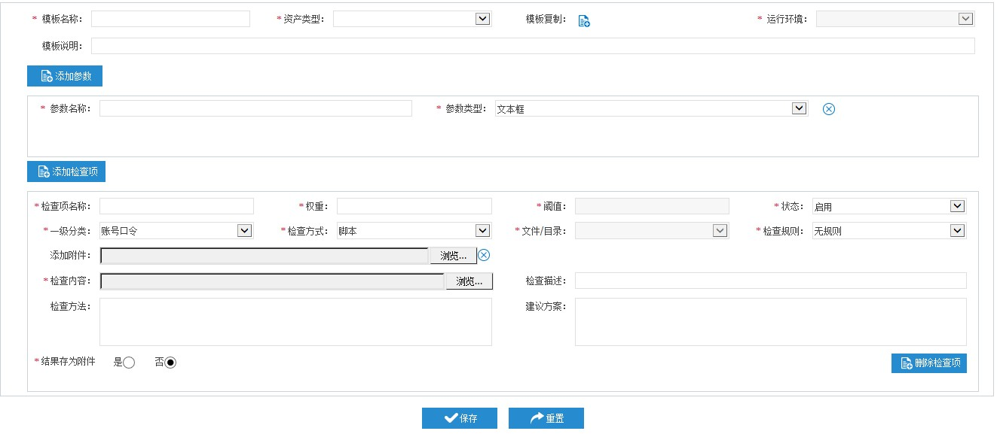 * 模板名称： * 资产类型： 模板复制： * 运行环境：
模板说明：
添加参数
* 参数名称： * 参数类型： 文本框
添加检查项
* 检查项名称： * 权重： * 阈值： * 状态： 启用
* 一级分类： 账号口令 * 检查方式： 脚本 * 文件/目录： * 检查规则： 无规则
添加附件： 浏览...
* 检查内容： 浏览... 检查描述：
检查方法： 建议方案：
* 结果存为附件 是 否 删除检查项
保存 重置